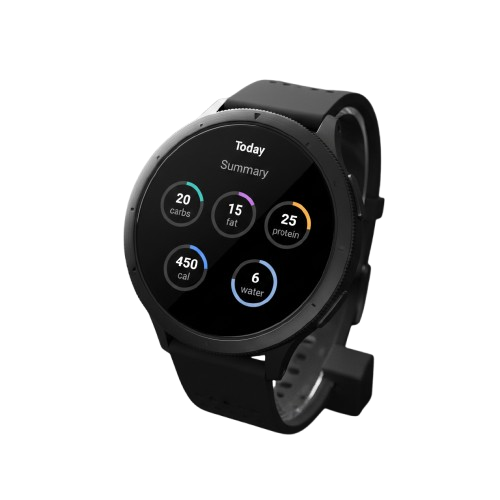 Today
Summary
20
carbs
15
fat
25
protein
450
cal
6
water